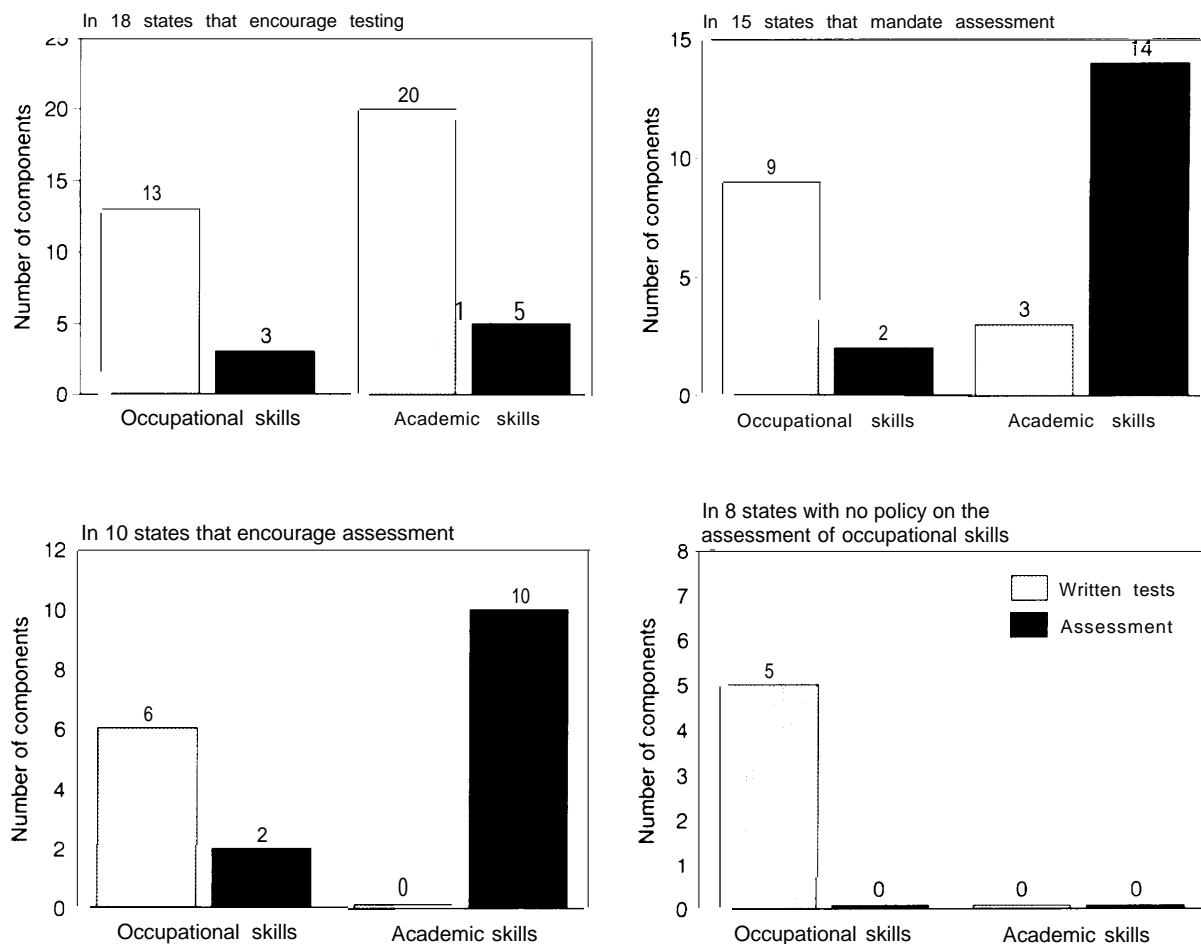 In 18 states that encourage testing
25
20
15
10
5
0
Number of components
13
3
20
1
5
Occupational skills
Academic skills
In 15 states that mandate assessment
15
10
5
0
Number of components
9
2
3
14
Occupational skills
Academic skills
In 10 states that encourage assessment
12
10
8
6
4
2
0
Number of components
6
2
0
10
Occupational skills
Academic skills
In 8 states with no policy on the
assessment of occupational skills
8
7
6
5
4
3
2
1
0
Number of components
Written tests
Assessment
5
0
0
0
Occupational skills
Academic skills